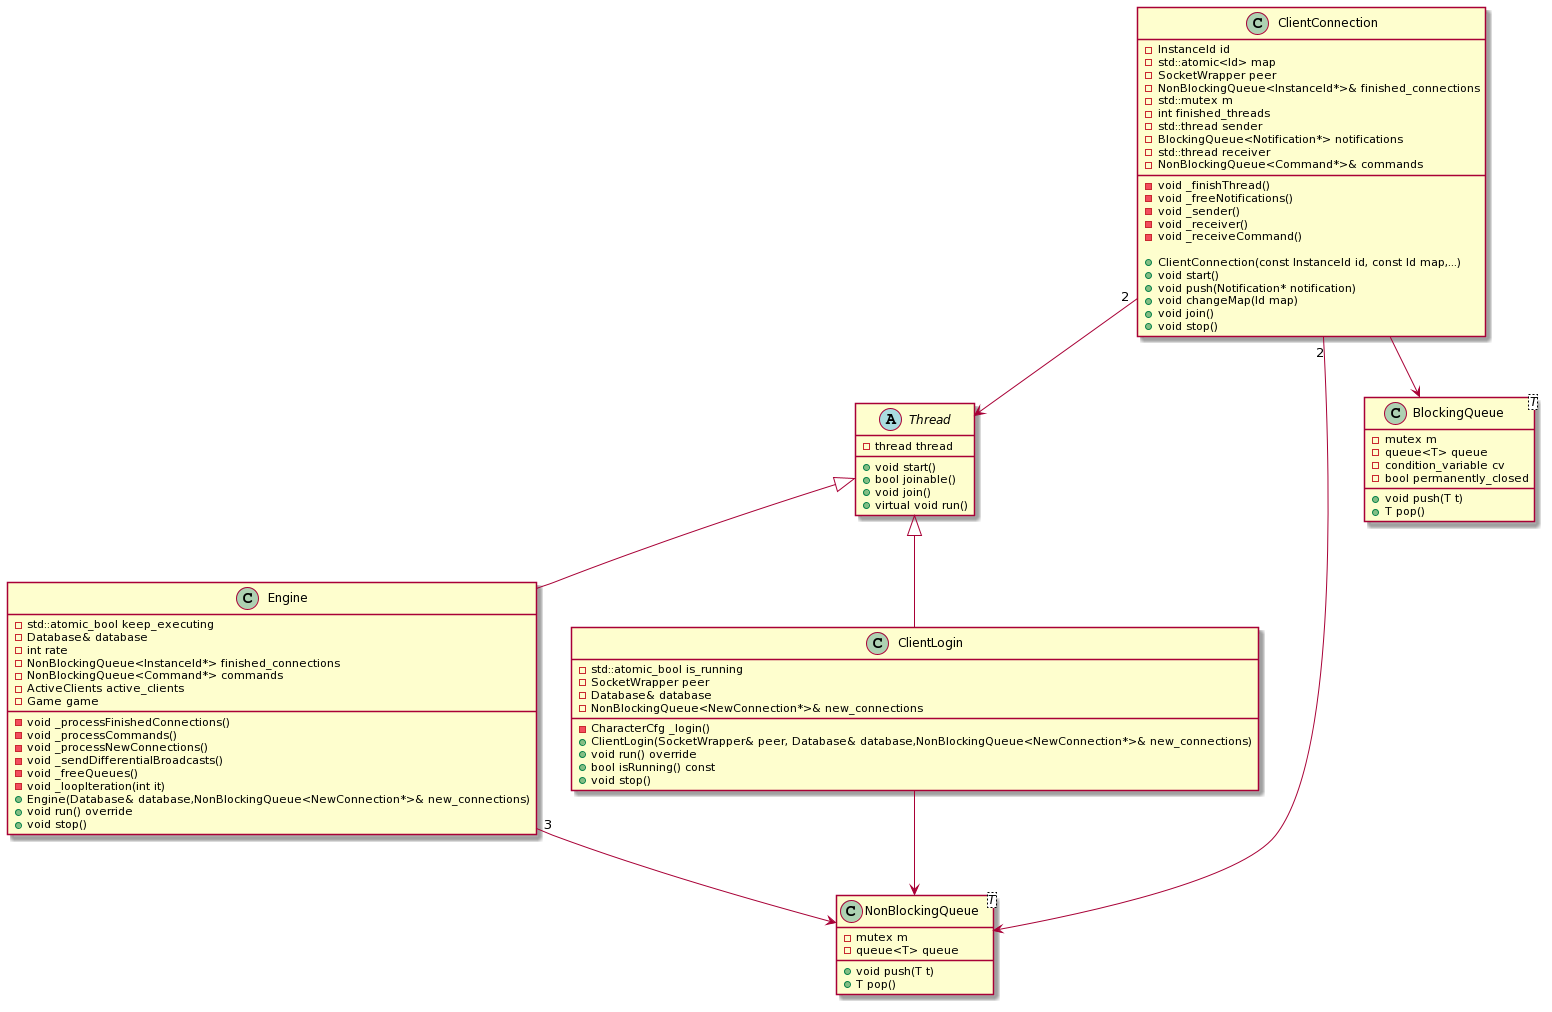 ClientConnection
InstanceId id
std::atomic<Id> map
SocketWrapper peer
NonBlockingQueue<InstanceId*>& finished_connections
std::mutex m
int finished_threads
std::thread sender
BlockingQueue<Notification*> notifications
std::thread receiver
NonBlockingQueue<Command*>& commands
void _finishThread()
void _freeNotifications()
void _sender()
void _receiver()
void _receiveCommand()
ClientConnection(const InstanceId id, const Id map,...)
void start()
void push(Notification* notification)
void changeMap(Id map)
void join()
void stop()
2
2
Thread
thread thread
void start()
bool joinable()
void join()
virtual void run()
BlockingQueue
T
mutex m
queue<T> queue
condition_variable cv
bool permanently_closed
void push(T t)
T pop()
Engine
std::atomic_bool keep_executing
Database& database
int rate
NonBlockingQueue<InstanceId*> finished_connections
NonBlockingQueue<Command*> commands
ActiveClients active_clients
Game game
void _processFinishedConnections()
void _processCommands()
void _processNewConnections()
void _sendDifferentialBroadcasts()
void _freeQueues()
void _loopIteration(int it)
Engine(Database& database,NonBlockingQueue<NewConnection*>& new_connections)
void run() override
void stop()
3
ClientLogin
std::atomic_bool is_running
SocketWrapper peer
Database& database
NonBlockingQueue<NewConnection*>& new_connections
CharacterCfg _login()
ClientLogin(SocketWrapper& peer, Database& database,NonBlockingQueue<NewConnection*>& new_connections)
void run() override
bool isRunning() const
void stop()
NonBlockingQueue
T
mutex m
queue<T> queue
void push(T t)
T pop()